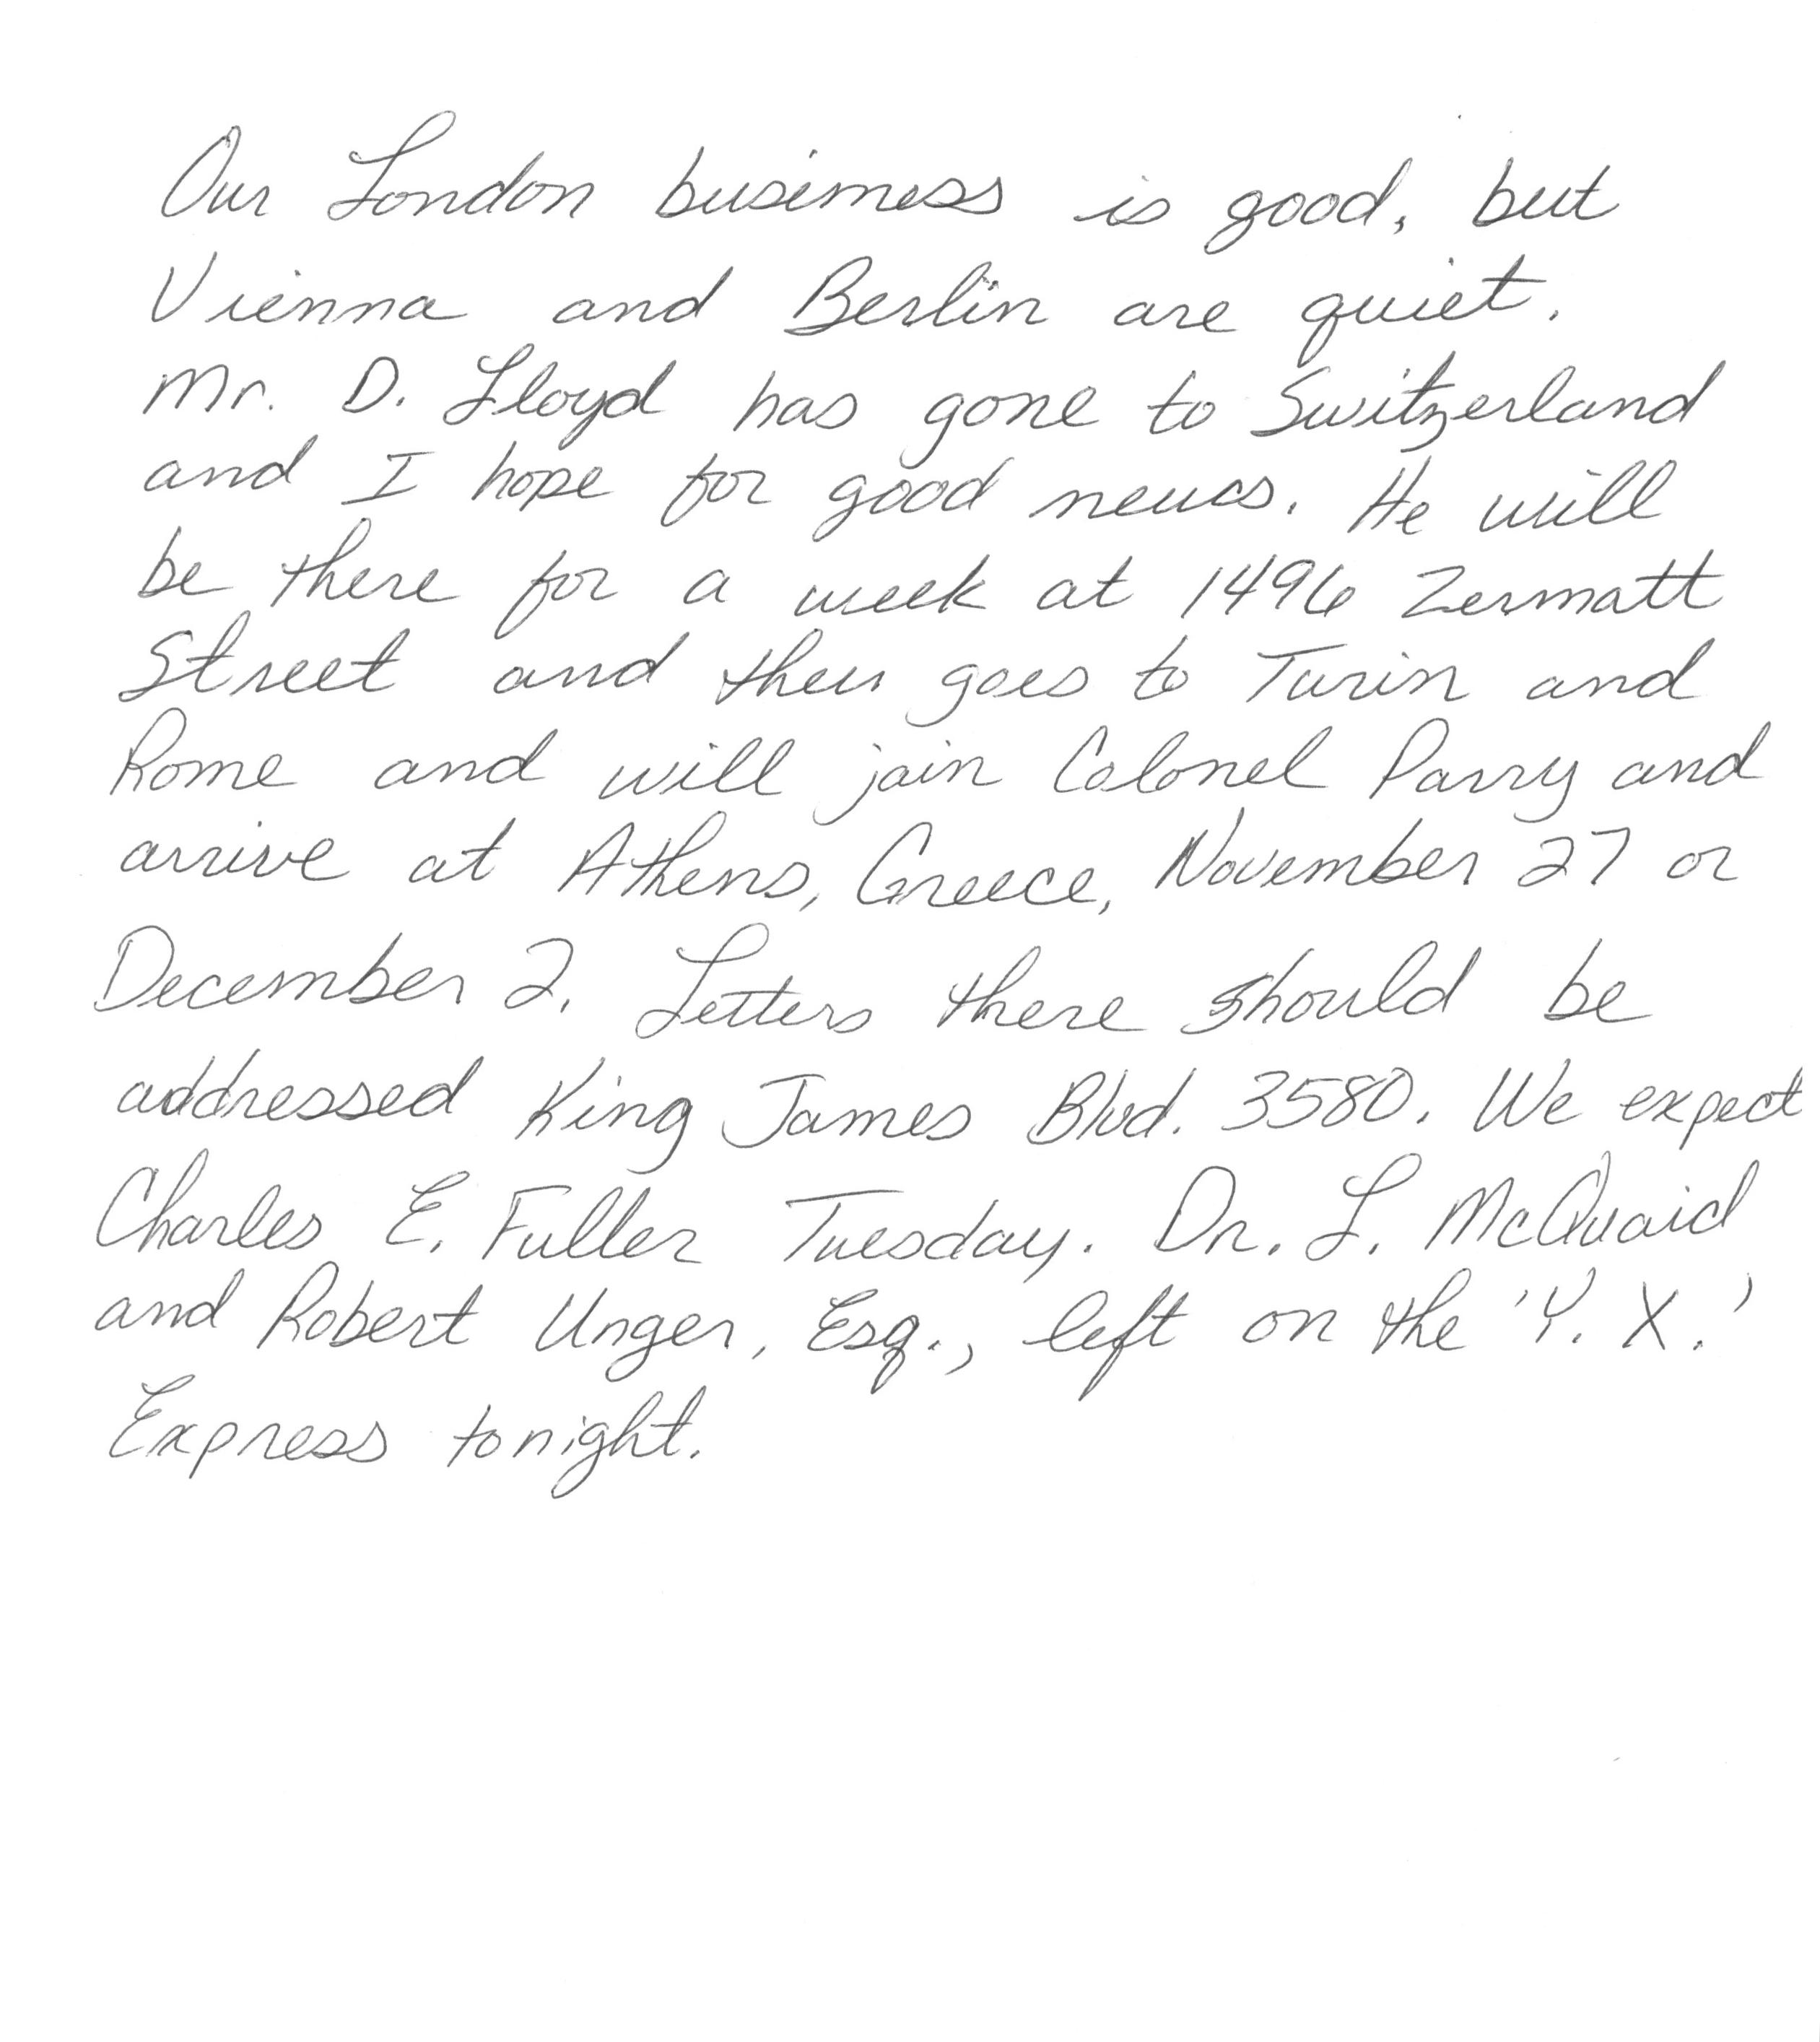 Our London business is good, but
Vienna and Berlin are quiet.
Mr. D. Lloyd has gone to Switzerland
and I hope for good news. He will
be there for a week at 1496 Zermatt
Street and then goes to Turin and
Rome and will join Colonel Parry and
arrive at Athens, Greece, November 27 or
December 2. Letters there should be
addressed King James Blvd. 3580. We expect
Charles E. Fuller Tuesday. Dr. L. McQuaid
and Robert Unger, Esq., left on the 'Y. X.'
Express tonight.